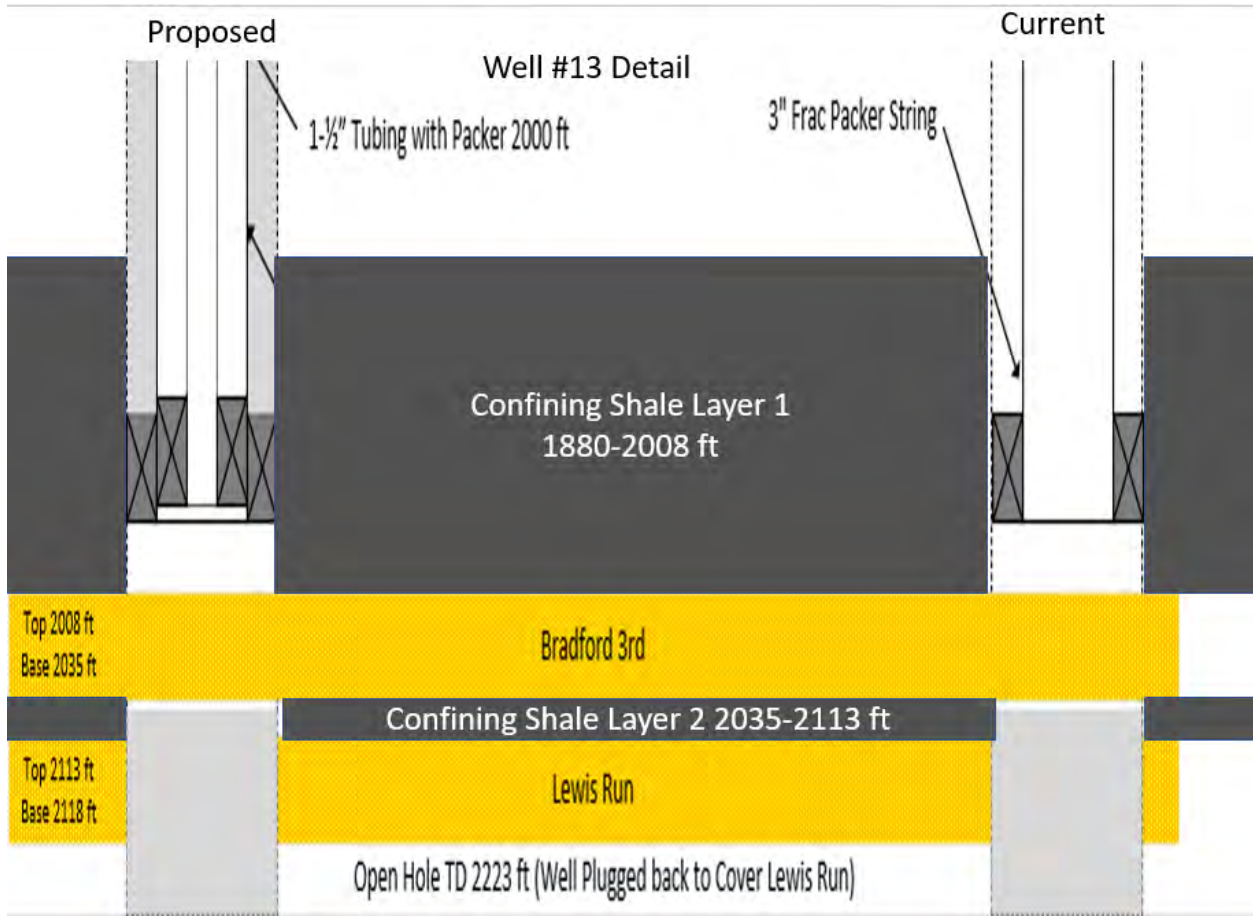 Proposed
Current
Well #13 Detail
1-½" Tubing with Packer 2000 ft
3" Frac Packer String
Confining Shale Layer 1
1880-2008 ft
Top 2008 ft
Base 2035 ft
Bradford 3rd
Confining Shale Layer 2 2035-2113 ft
Top 2113 ft
Base 2118 ft
Lewis Run
Open Hole TD 2223 ft (Well Plugged back to Cover Lewis Run)